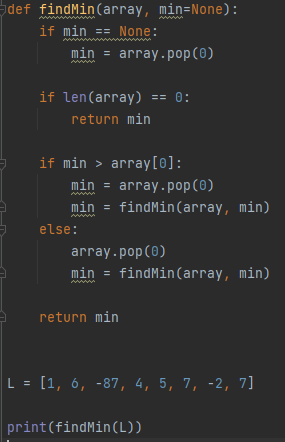 def findMin(array, min=None):
    if min == None:
        min = array.pop(0)
    if len(array) == 0:
        return min
    if min > array[0]:
        min = array.pop(0)
        min = findMin(array, min)
    else:
        array.pop(0)
        min = findMin(array, min)
    return min
L = [1, 6, -87, 4, 5, 7, -2, 7]
print(findMin(L))